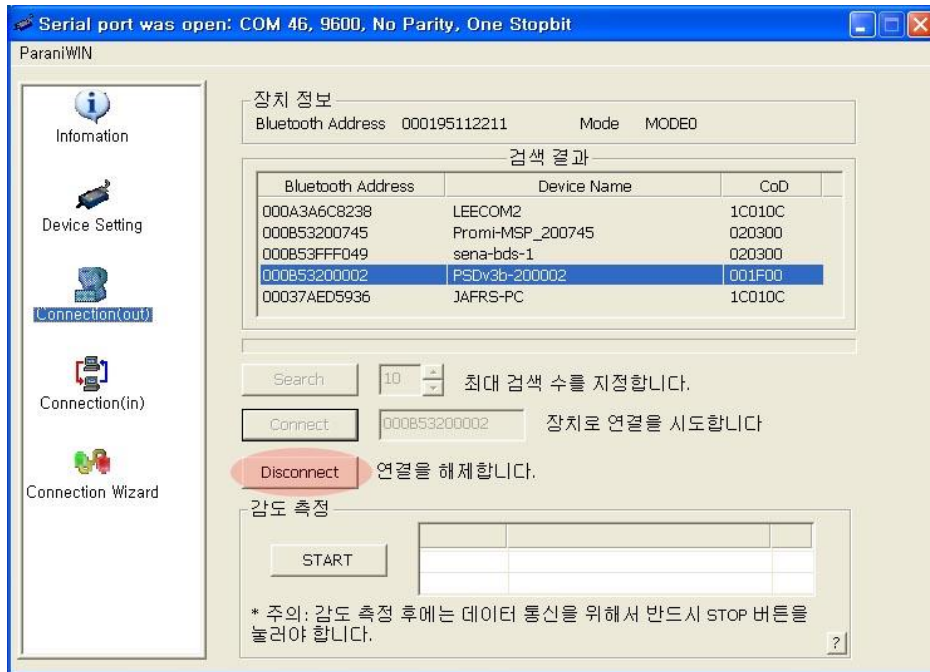 Serial port was open: COM 46, 9600, No Parity, One Stopbit
ParaniWIN
Infomation
Device Setting
Connection(out)
Connection(in)
Connection Wizard
장치 정보
Bluetooth Address 000195112211 Mode MODE0
검색 결과
Bluetooth Address Device Name CoD
000A3A6C8238 LEECOM2 1C010C
000B53200745 Promi-MSP_200745 020300
000B53FFF049 sena-bds-1 020300
000B53200002 PSDv3b-200002 001F00
00037AED5936 JAFRS-PC 1C010C
Search 10 최대 검색 수를 지정합니다.
Connect 000B53200002 장치로 연결을 시도합니다
Disconnect 연결을 해제합니다.
감도 측정
START
* 주의: 감도 측정 후에는 데이터 통신을 위해서 반드시 STOP 버튼을
눌러야 합니다.
?